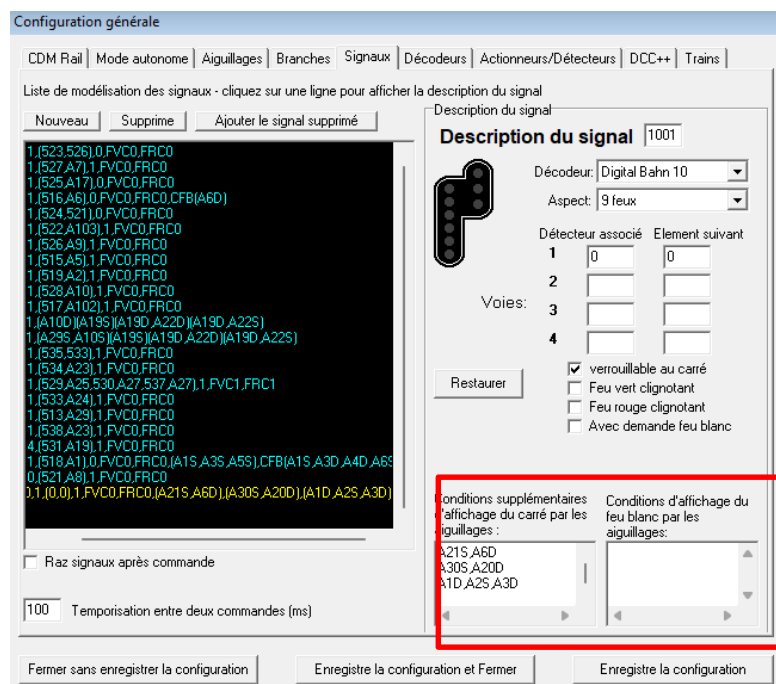 Configuration générale
CDM Rail Mode autonome Aiguillages Branches Signaux Décodeurs Actionneurs/Détecteurs DCC++ Trains
Liste de modélisation des signaux - cliquez sur une ligne pour afficher la description du signal
Nouveau Supprime Ajouter le signal supprimé
1,(523,526),0,FVC0,FRC0
1,(527,A7),1,FVC0,FRC0
1,(525,A17),0,FVC0,FRC0
1,(516,A6),0,FVC0,FRC0,CFB(A6D)
1,(524,521),0,FVC0,FRC0
1,(522,A103),1,FVC0,FRC0
1,(526,A9),1,FVC0,FRC0
1,(515,A5),1,FVC0,FRC0
1,(519,A2),1,FVC0,FRC0
1,(528,A10),1,FVC0,FRC0
1,(517,A102),1,FVC0,FRC0
1,(A10D)(A19S)(A19D,A22D)(A19D,A22S)
1,(A29S,A10S)(A19S)(A19D,A22D)(A19D,A22S)
1,(535,533),1,FVC0,FRC0
1,(534,A23),1,FVC0,FRC0
1,(529,A25,530,A27,537,A27),1,FVC1,FRC1
1,(533,A24),1,FVC0,FRC0
1,(513,A29),1,FVC0,FRC0
1,(538,A23),1,FVC0,FRC0
4,(531,A19),1,FVC0,FRC0
1,(518,A1),0,FVC0,FRC0,(A1S,A3S,A5S),CFB(A1S,A3D,A4D,A6S
0,(521,A8),1,FVC0,FRC0
0,1,(0,0),1,FVC0,FRC0,(A21S,A6D),(A30S,A20D),(A1D,A2S,A3D)
Raz signaux après commande
100 Temporisation entre deux commandes (ms)
Description du signal
Description du signal 1001
Décodeur: Digital Bahn 10
Aspect: 9 feux
Détecteur associé Element suivant
1 0 0
2
Voies:
3
4
Restaurer
verrouillable au carré
Feu vert clignotant
Feu rouge clignotant
Avec demande feu blanc
Conditions supplémentaires
d'affichage du carré par les
aiguillages :
A21S,A6D
A30S,A20D
A1D,A2S,A3D
Conditions d'affichage du
feu blanc par les
aiguillages:
Fermer sans enregistrer la configuration Enregistre la configuration et Fermer Enregistre la configuration